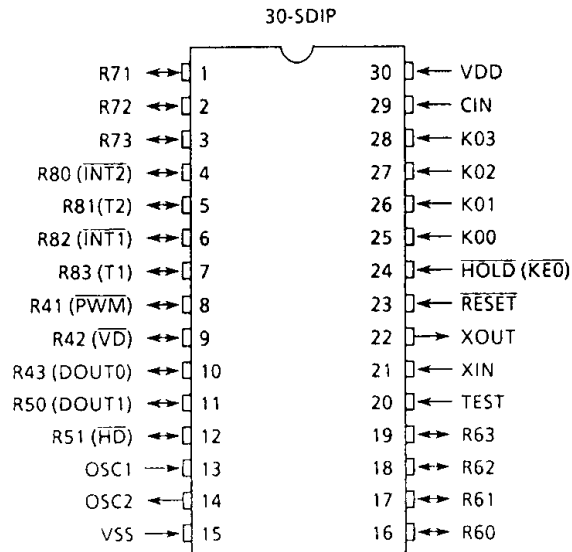 30-SDIP
R71 1 30 VDD
R72 2 29 CIN
R73 3 28 K03
R80 (INT2) 4 27 K02
R81(T2) 5 26 K01
R82 (INT1) 6 25 K00
R83 (T1) 7 24 HOLD (KE0)
R41 (PWM) 8 23 RESET
R42 (VD) 9 22 XOUT
R43 (DOUT0) 10 21 XIN
R50 (DOUT1) 11 20 TEST
R51 (HD) 12 19 R63
OSC1 13 18 R62
OSC2 14 17 R61
VSS 15 16 R60